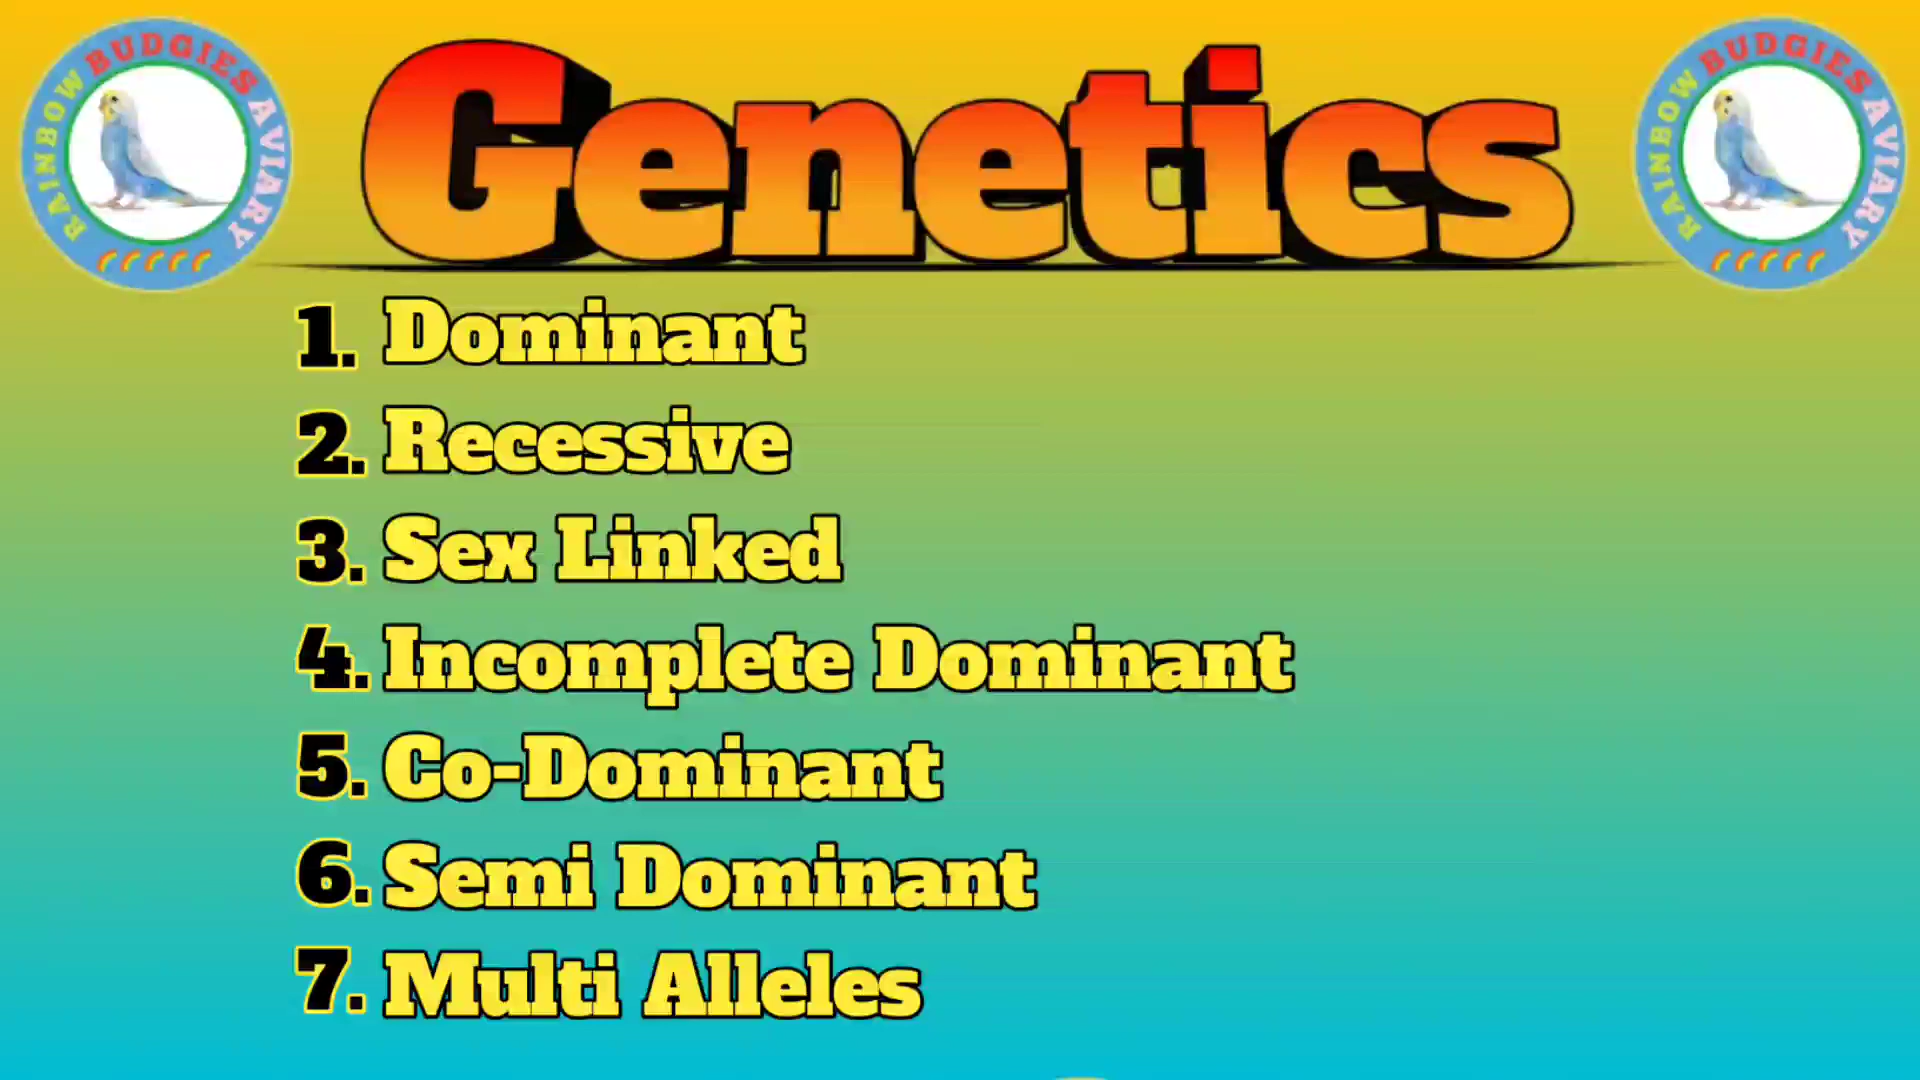 RAINBOW BUDGIES AVIARY
Genetics
RAINBOW BUDGIES AVIARY
1. Dominant
2. Recessive
3. Sex Linked
4. Incomplete Dominant
5. Co-Dominant
6. Semi Dominant
7. Multi Alleles